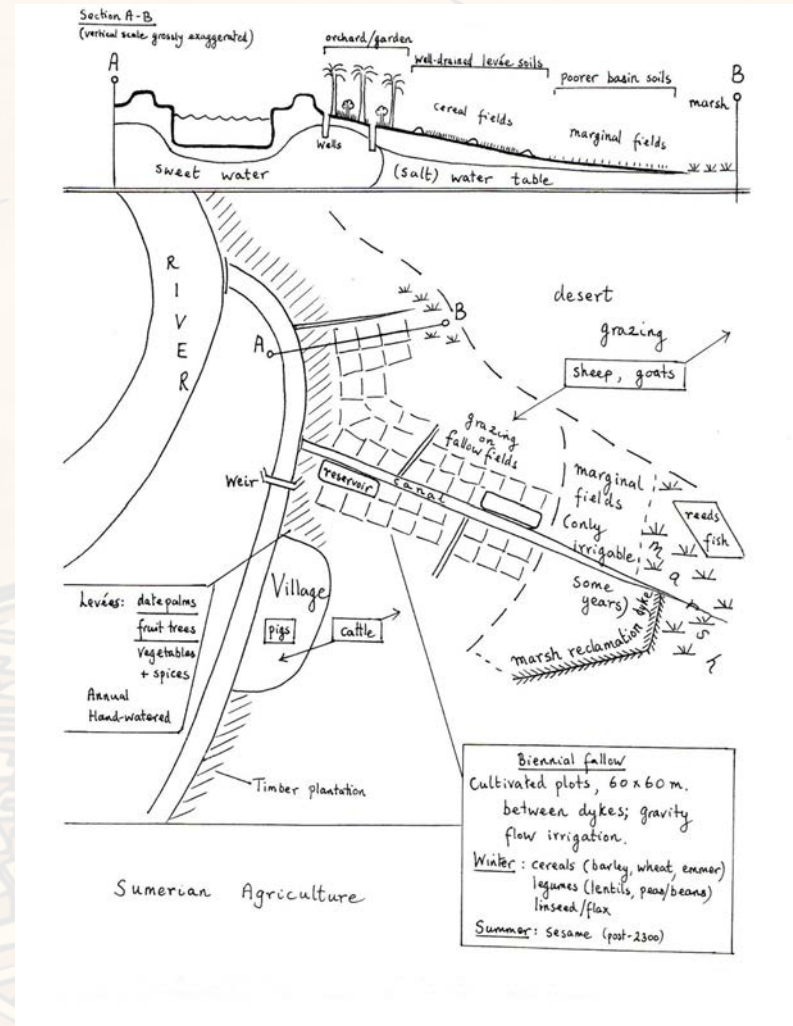 Section A-B
(vertical scale grossly exaggerated)
A
orchard/garden
well-drained levée soils
poorer basin soils
B
marsh
cereal fields
marginal fields
wells
sweet water
(salt) water table
RIVER
desert
grazing
sheep, goats
B
A
grazing
on
fallow fields
marginal
fields
(only
irrigable
some
years)
reeds
fish
marsh
Weir
reservoir
canal
Village
pigs
cattle
marsh reclamation dyke
Levées: date palms
fruit trees
vegetables
+ spices
Annual
Hand-watered
Timber plantation
Biennial fallow
Cultivated plots, 60 x 60 m.
between dykes; gravity
flow irrigation.
Winter: cereals (barley, wheat, emmer)
legumes (lentils, peas/beans)
linseed/flax
Summer: sesame (post-2300)
Sumerian Agriculture